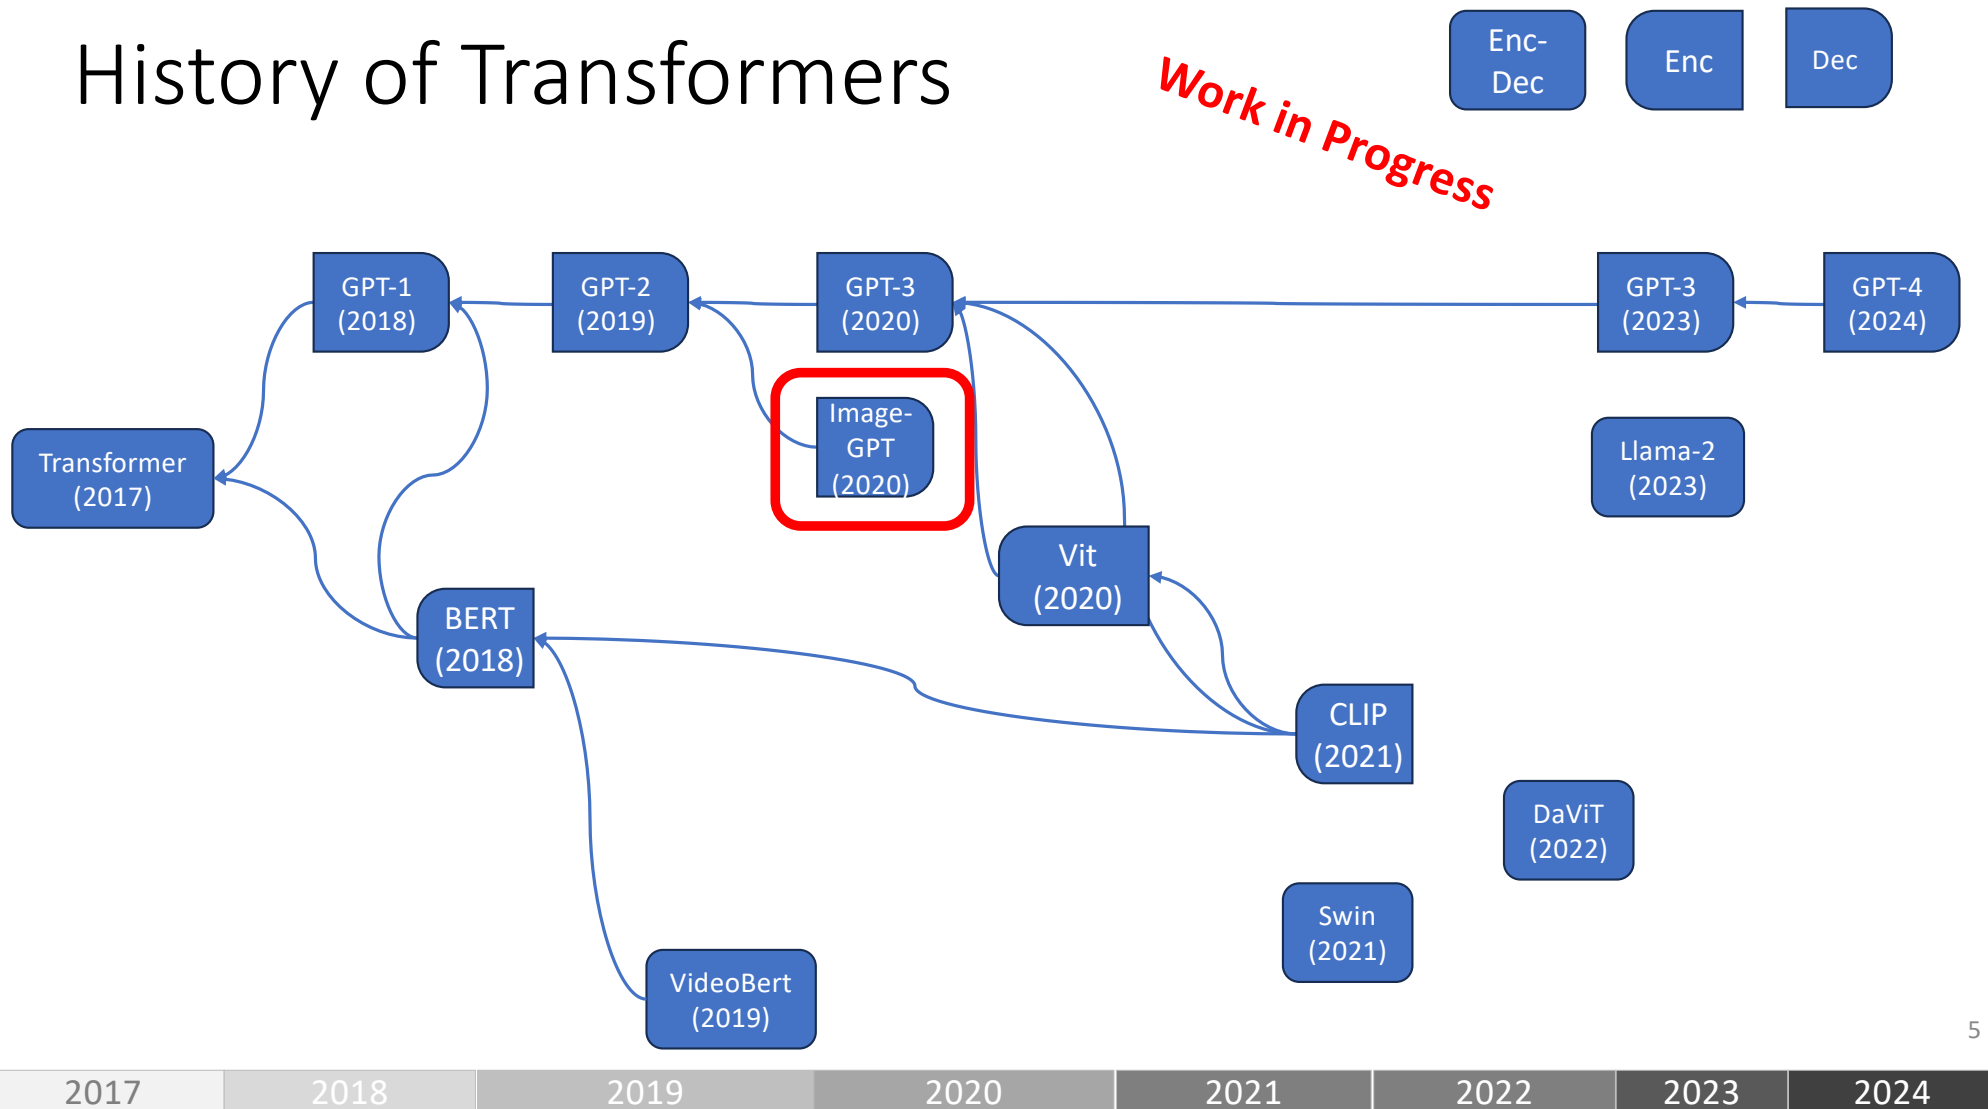 History of Transformers
Work in Progress
Enc-
Dec
Enc
Dec
GPT-1
(2018)
GPT-2
(2019)
GPT-3
(2020)
GPT-3
(2023)
GPT-4
(2024)
Image-
GPT
(2020)
Transformer
(2017)
Llama-2
(2023)
Vit
(2020)
BERT
(2018)
CLIP
(2021)
DaViT
(2022)
Swin
(2021)
VideoBert
(2019)
5
2017
2018
2019
2020
2021
2022
2023
2024